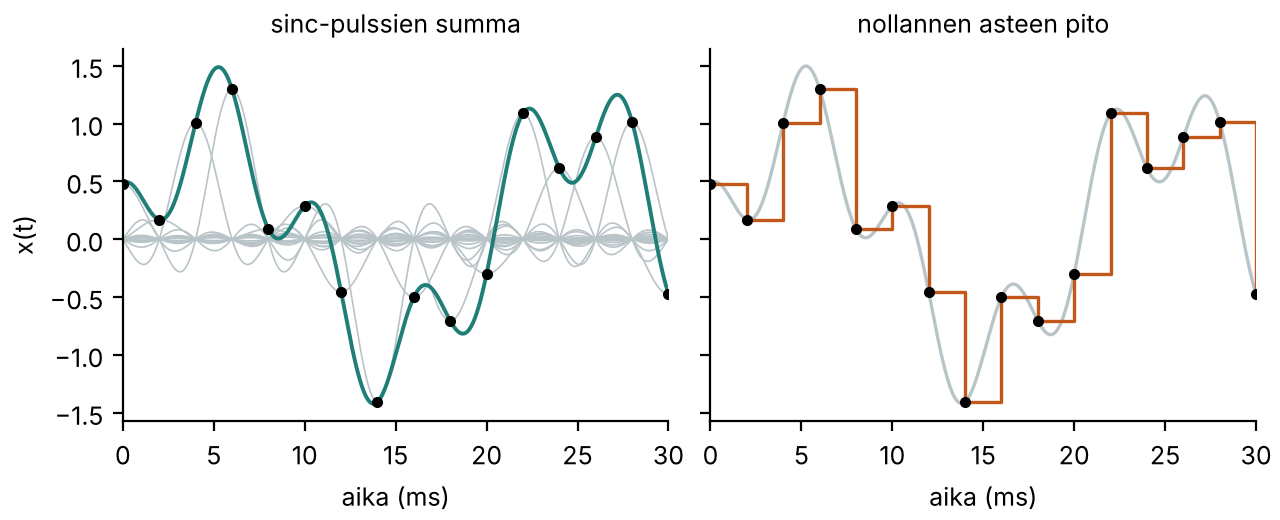 sinc-pulssien summa
nollannen asteen pito
x(t)
1.5
1.0
0.5
0.0
−0.5
−1.0
−1.5
0 5 10 15 20 25 30
0 5 10 15 20 25 30
aika (ms)
aika (ms)